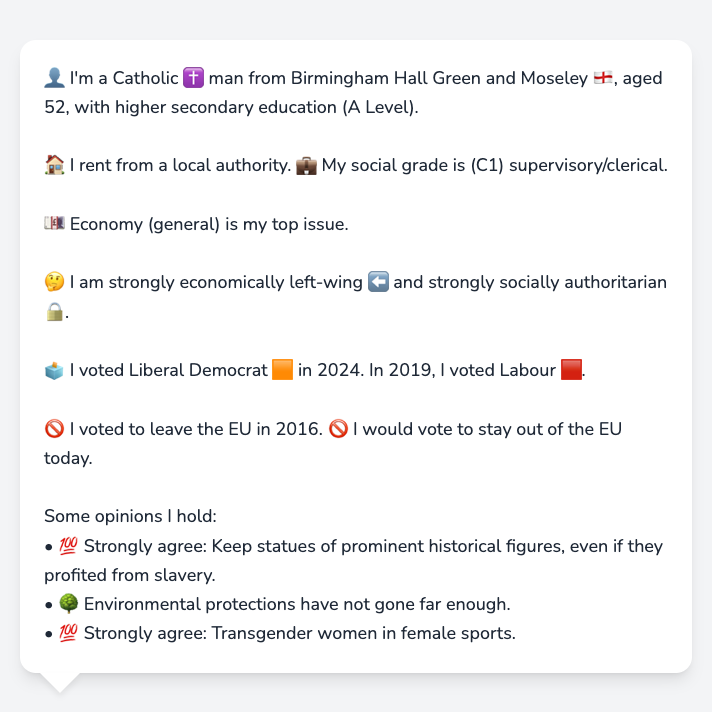 👤 I'm a Catholic ✝️ man from Birmingham Hall Green and Moseley 🏴󠁧󠁢󠁥󠁮󠁧󠁿, aged
52, with higher secondary education (A Level).
🏠 I rent from a local authority. 💼 My social grade is (C1) supervisory/clerical.
💷 Economy (general) is my top issue.
🤔 I am strongly economically left-wing ⬅️ and strongly socially authoritarian
🔒.
🗳️ I voted Liberal Democrat 🟧 in 2024. In 2019, I voted Labour 🟥.
🚫 I voted to leave the EU in 2016. 🚫 I would vote to stay out of the EU
today.
Some opinions I hold:
• 💯 Strongly agree: Keep statues of prominent historical figures, even if they
profited from slavery.
• 🌳 Environmental protections have not gone far enough.
• 💯 Strongly agree: Transgender women in female sports.